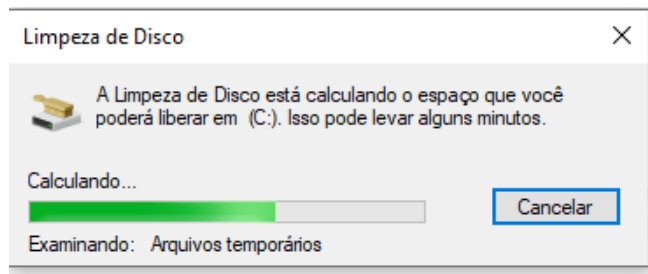 Limpeza de Disco
A Limpeza de Disco está calculando o espaço que você
poderá liberar em (C:). Isso pode levar alguns minutos.
Calculando...
Cancelar
Examinando: Arquivos temporários